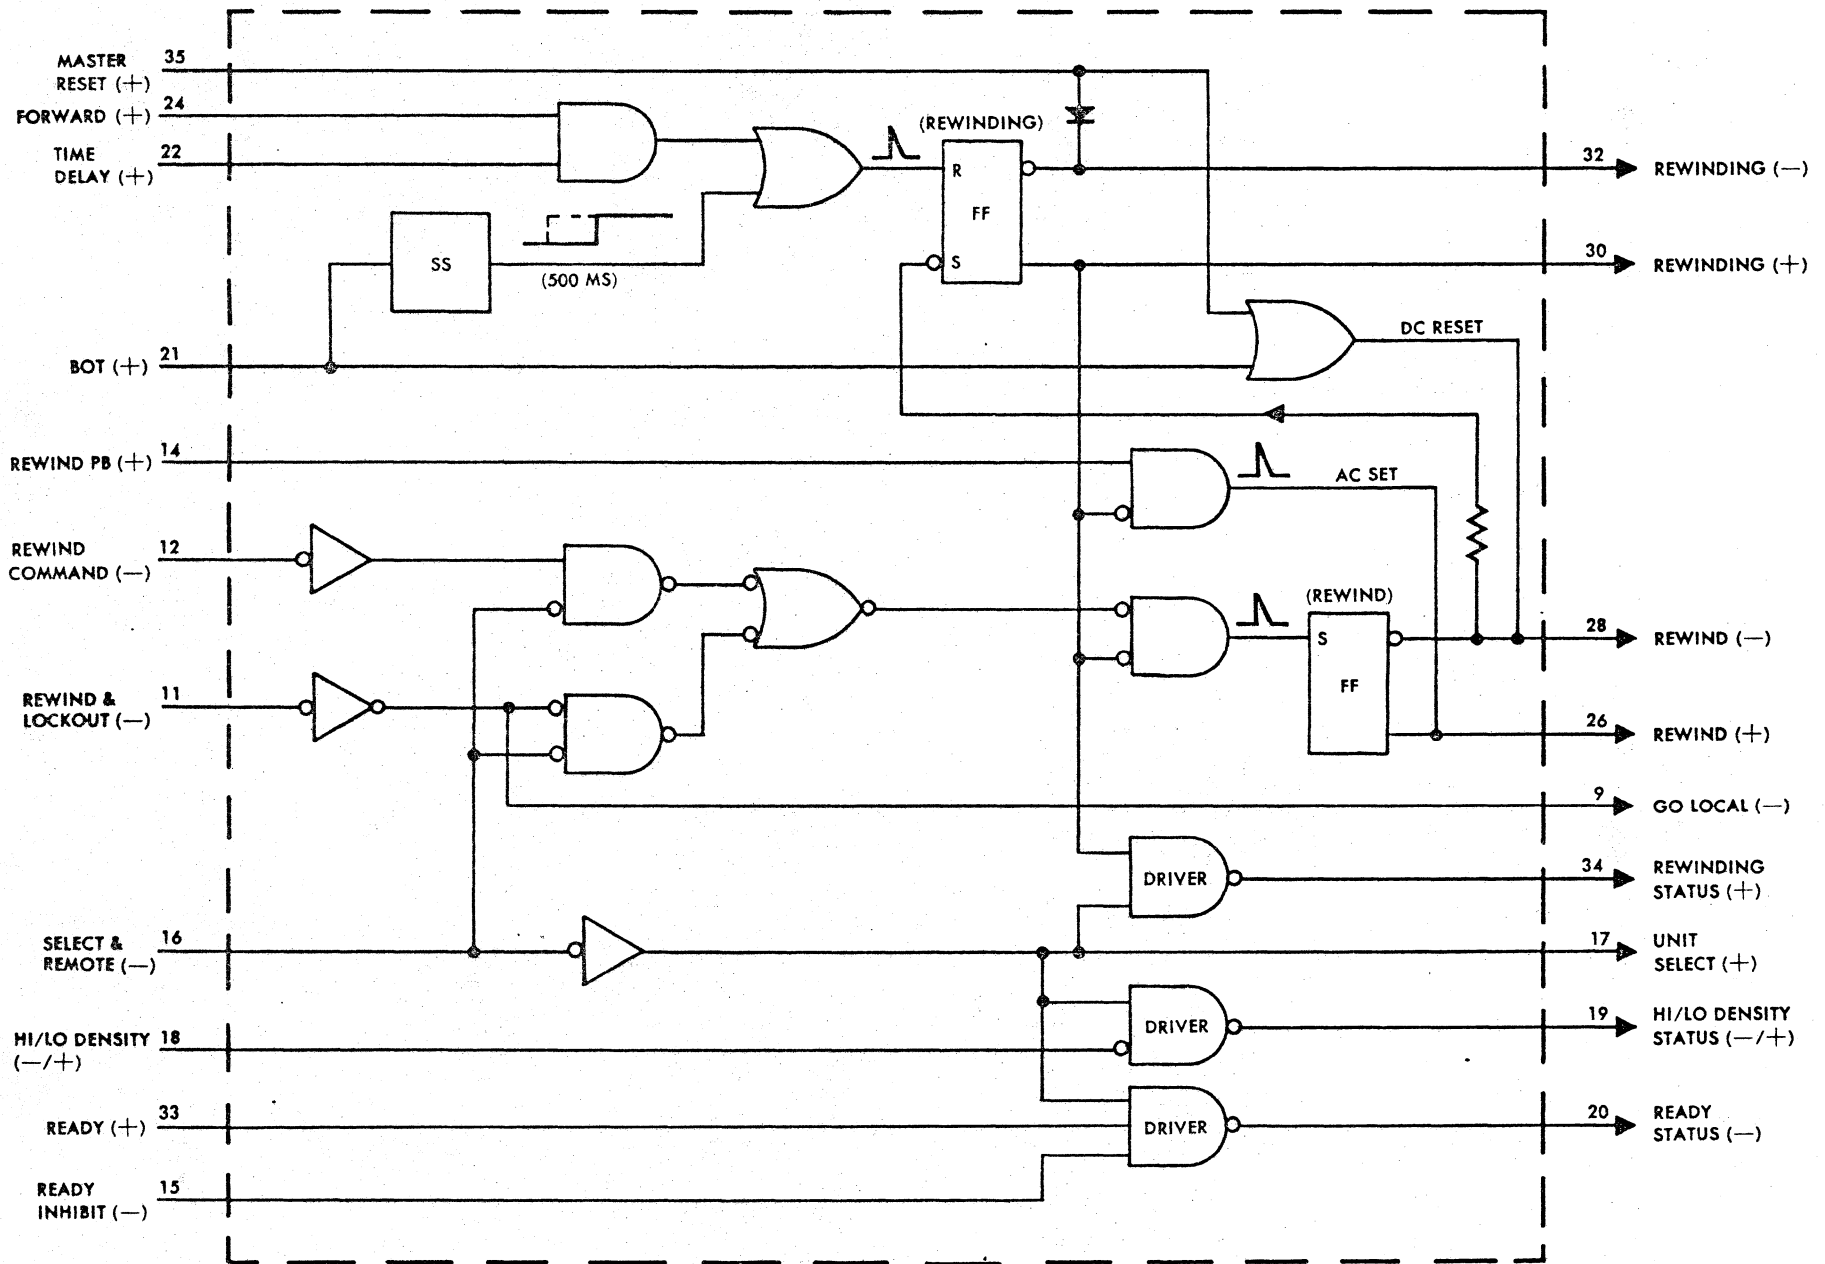 MASTER 35
RESET (+)
FORWARD (+) 24
TIME 22
DELAY (+)
(REWINDING)
R
FF
S
32 REWINDING (—)
SS
(500 MS)
30 REWINDING (+)
BOT (+) 21
DC RESET
REWIND PB (+) 14
AC SET
REWIND 12
COMMAND (—)
(REWIND)
S
FF
28 REWIND (—)
REWIND & 11
LOCKOUT (—)
26 REWIND (+)
9 GO LOCAL (—)
DRIVER
34 REWINDING
STATUS (+)
SELECT & 16
REMOTE (—)
17 UNIT
SELECT (+)
HI/LO DENSITY 18
(—/+)
DRIVER
19 HI/LO DENSITY
STATUS (—/+)
READY (+) 33
DRIVER
20 READY
STATUS (—)
READY 15
INHIBIT (—)